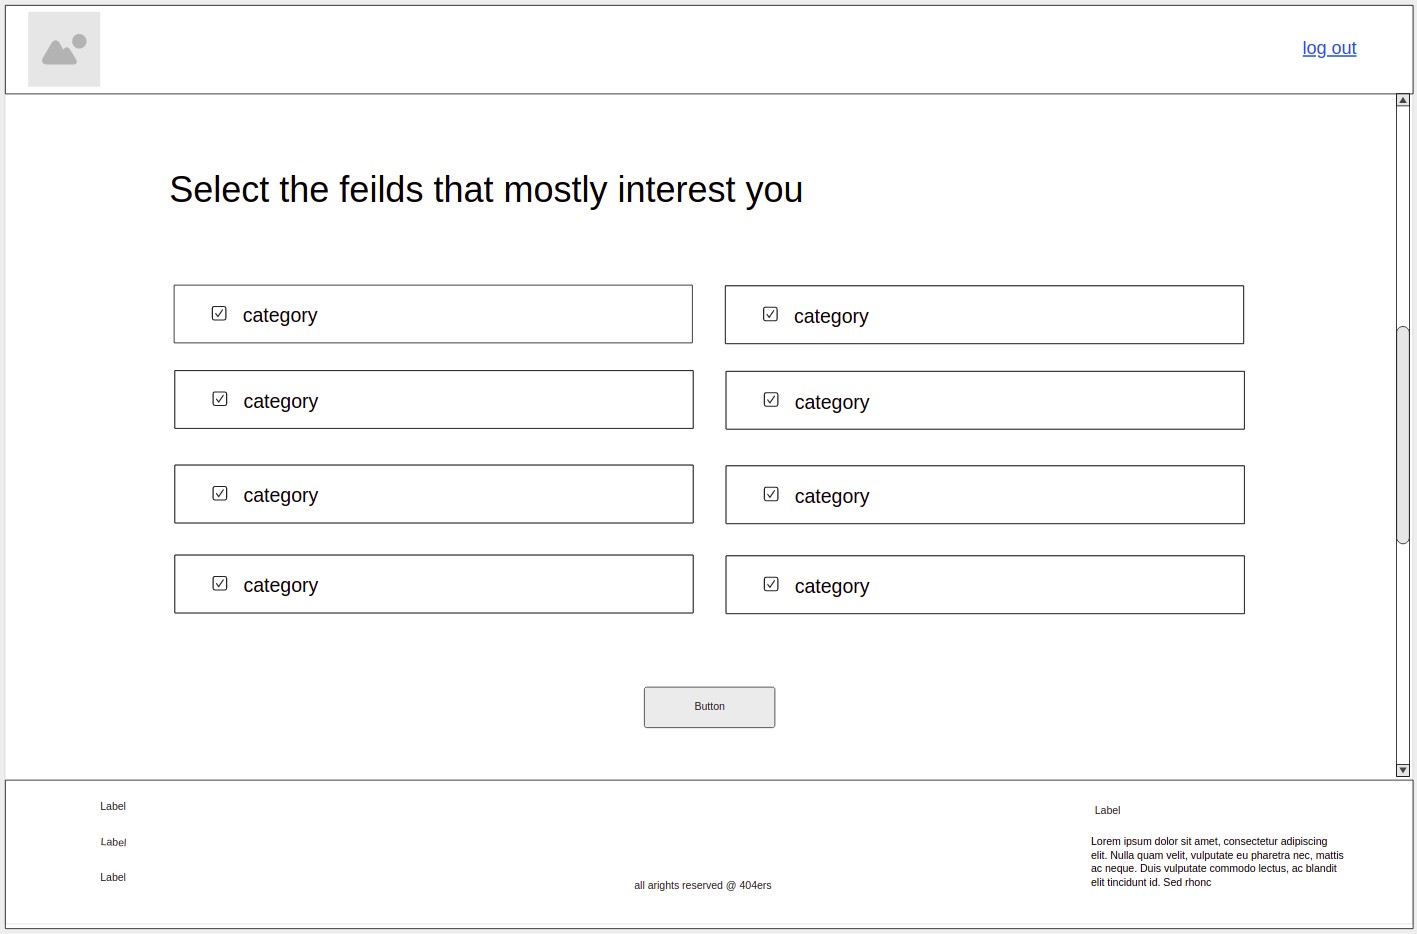 log out
Select the feilds that mostly interest you
category
category
category
category
category
category
category
category
Button
Label
Label
Label
all arights reserved @ 404ers
Label
Lorem ipsum dolor sit amet, consectetur adipiscing
elit. Nulla quam velit, vulputate eu pharetra nec, mattis
ac neque. Duis vulputate commodo lectus, ac blandit
elit tincidunt id. Sed rhonc